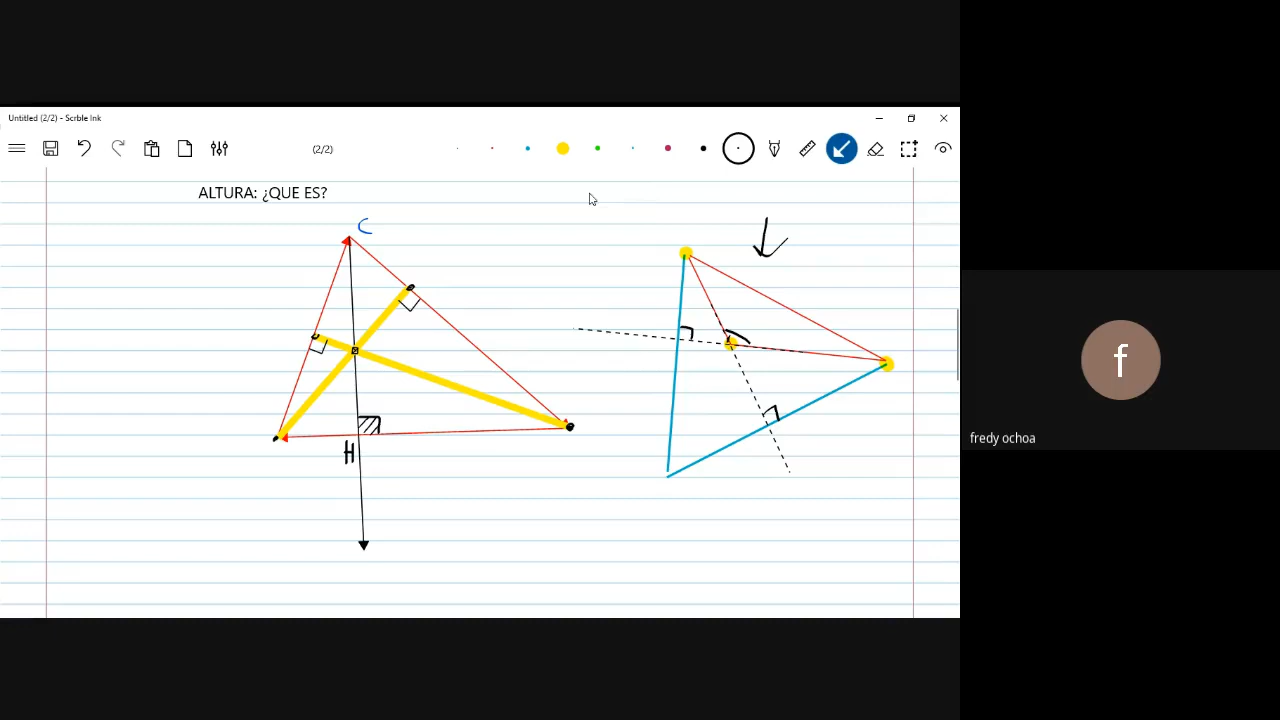 Untitled (2/2) - Scrble Ink
(2/2)
ALTURA: ¿QUE ES?
C
H
f
fredy ochoa